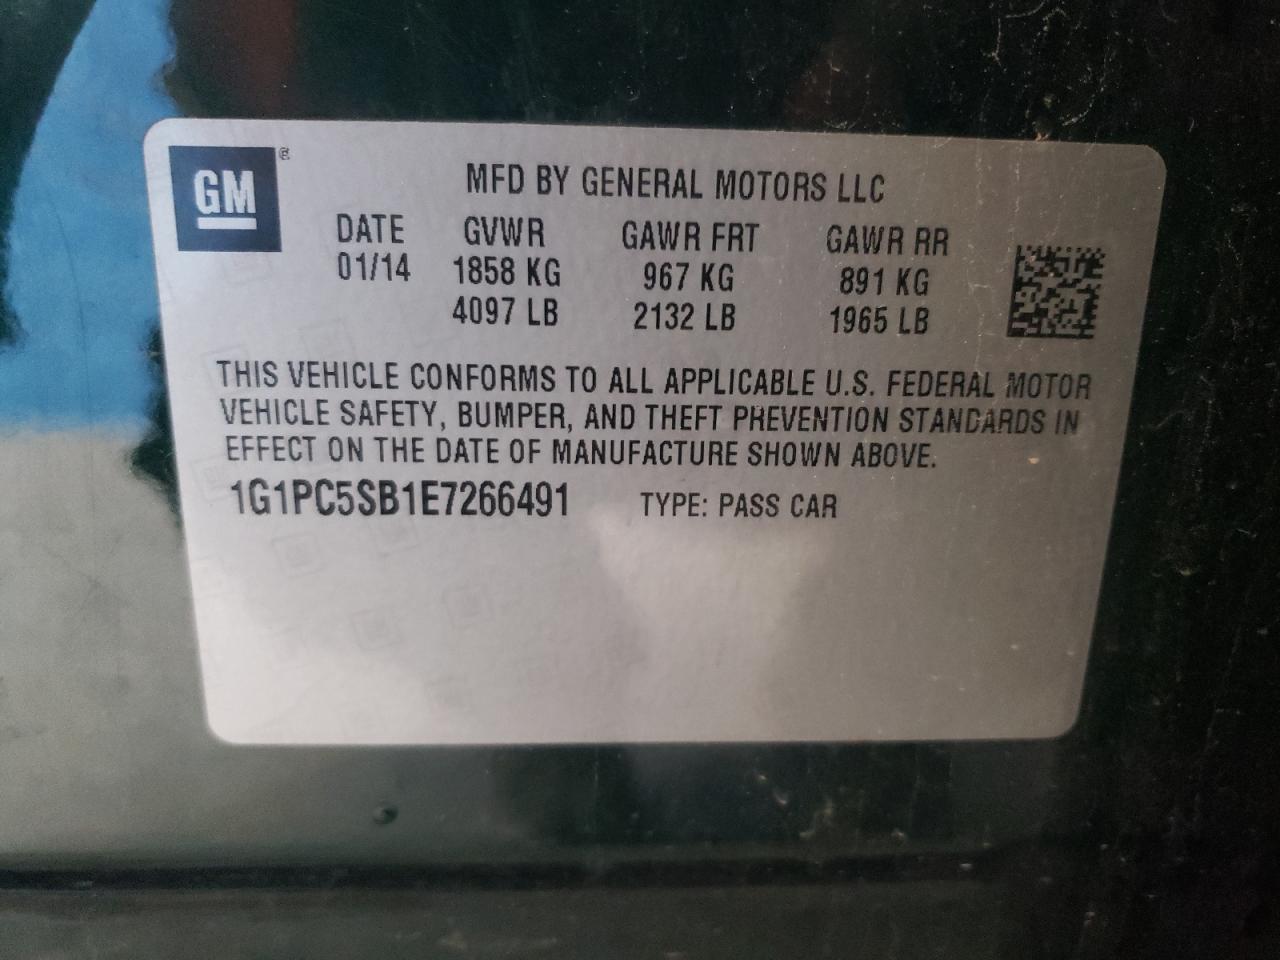 GM ®
MFD BY GENERAL MOTORS LLC
DATE GVWR GAWR FRT GAWR RR
01/14 1858 KG 967 KG 891 KG
4097 LB 2132 LB 1965 LB
THIS VEHICLE CONFORMS TO ALL APPLICABLE U.S. FEDERAL MOTOR
VEHICLE SAFETY, BUMPER, AND THEFT PREVENTION STANDARDS IN
EFFECT ON THE DATE OF MANUFACTURE SHOWN ABOVE.
1G1PC5SB1E7266491 TYPE: PASS CAR